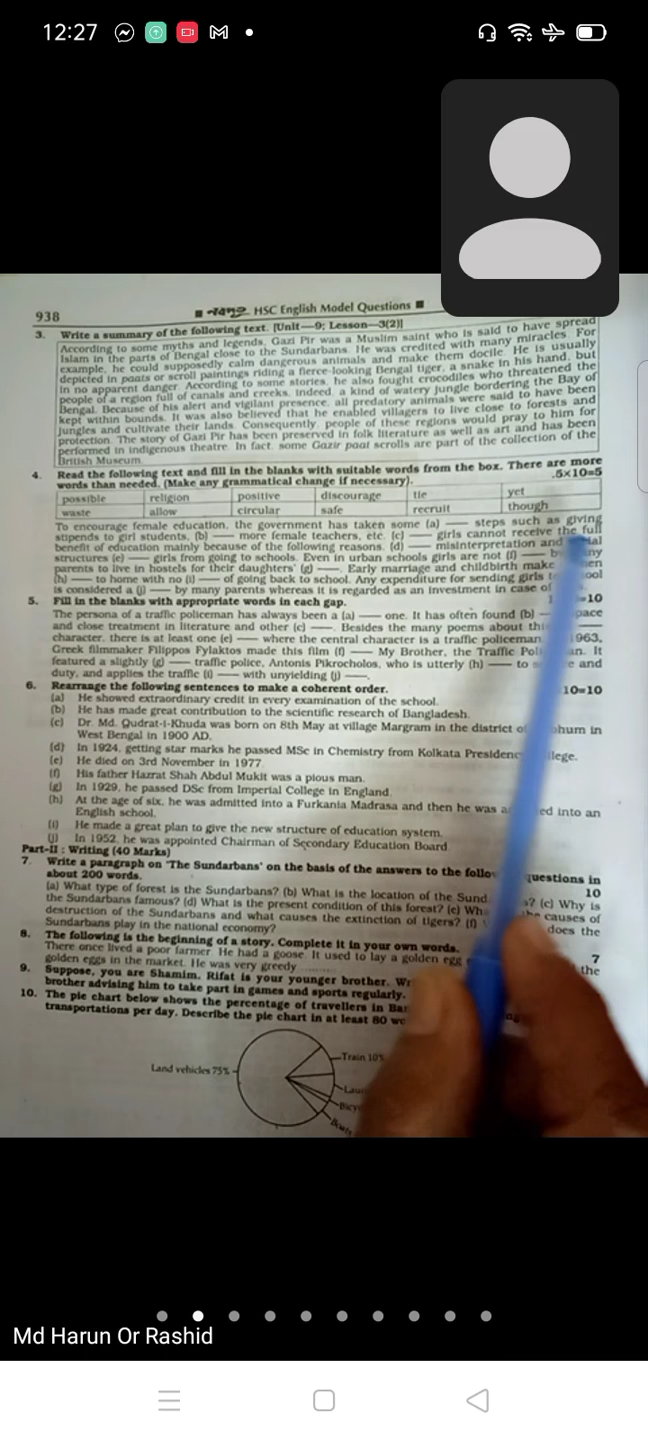 12:27
938
■ HSC English Model Questions ■
3. Write a summary of the following text. [Unit—9; Lesson—3(2)]
According to some myths and legends, Gazi Pir was a Muslim saint who is said to have spread
Islam in the parts of Bengal close to the Sundarbans. He was credited with many miracles. For
example, he could supposedly calm dangerous animals and make them docile. He is usually
depicted in paats or scroll paintings riding a fierce-looking Bengal tiger, a snake in his hand, but
in no apparent danger. According to some stories, he also fought crocodiles who threatened the
people of a region full of canals and creeks, indeed, a kind of watery jungle bordering the Bay of
Bengal. Because of his alert and vigilant presence, all predatory animals were said to have been
kept within bounds. It was also believed that he enabled villagers to live close to forests and
jungles and cultivate their lands. Consequently, people of these regions would pray to him for
protection. The story of Gazi Pir has been preserved in folk literature as well as art and has been
performed in indigenous theatre. In fact, some Gazir paat scrolls are part of the collection of the
British Museum.
4. Read the following text and fill in the blanks with suitable words from the box. There are more
words than needed. (Make any grammatical change if necessary). .5×10=5
possible religion positive discourage tie yet
waste allow circular safe recruit though
To encourage female education, the government has taken some (a) —— steps such as giving
stipends to girl students, (b) —— more female teachers, etc. (c) —— girls cannot receive the full
benefit of education mainly because of the following reasons. (d) —— misinterpretation and
structures (e) —— girls from going to schools. Even in urban schools girls are not (f) ——
parents to live in hostels for their daughters' (g) ——. Early marriage and childbirth make
(h) —— to home with no (i) —— of going back to school. Any expenditure for sending girls
is considered a (j) —— by many parents whereas it is regarded as an investment in case of
5. Fill in the blanks with appropriate words in each gap. =10
The persona of a traffic policeman has always been a (a) —— one. It has often found (b) ——
and close treatment in literature and other (c) ——. Besides the many poems about
character, there is at least one (e) —— where the central character is a traffic policeman 1963,
Greek filmmaker Filippos Fylaktos made this film (f) —— My Brother, the Traffic It
featured a slightly (g) —— traffic police, Antonis Pikrocholos, who is utterly (h) —— to and
duty, and applies the traffic (i) —— with unyielding (j) ——.
6. Rearrange the following sentences to make a coherent order. 10=10
(a) He showed extraordinary credit in every examination of the school.
(b) He has made great contribution to the scientific research of Bangladesh.
(c) Dr. Md. Qudrat-i-Khuda was born on 8th May at village Margram in the district in
West Bengal in 1900 AD.
(d) In 1924, getting star marks he passed MSc in Chemistry from Kolkata
(e) He died on 3rd November in 1977.
(f) His father Hazrat Shah Abdul Mukit was a pious man.
(g) In 1929, he passed DSc from Imperial College in England.
(h) At the age of six, he was admitted into a Furkania Madrasa and then he was into an
English school.
(i) He made a great plan to give the new structure of education system.
(j) In 1952, he was appointed Chairman of Secondary Education Board
Part-II : Writing (40 Marks)
7. Write a paragraph on 'The Sundarbans' on the basis of the answers to the in
about 200 words. 10
(a) What type of forest is the Sundarbans? (b) What is the location of the (c) Why is
the Sundarbans famous? (d) What is the present condition of this forest? (e) causes of
destruction of the Sundarbans and what causes the extinction of tigers? (f) does the
Sundarbans play in the national economy?
8. The following is the beginning of a story. Complete it in your own words. 7
There once lived a poor farmer. He had a goose. It used to lay a golden egg the
golden eggs in the market. He was very greedy ........
9. Suppose, you are Shamim. Rifat is your younger brother.
brother advising him to take part in games and sports regularly.
10. The pie chart below shows the percentage of travellers in
transportations per day. Describe the pie chart in at least 80
Land vehicles 75%
Train 10%
Boats
Md Harun Or Rashid